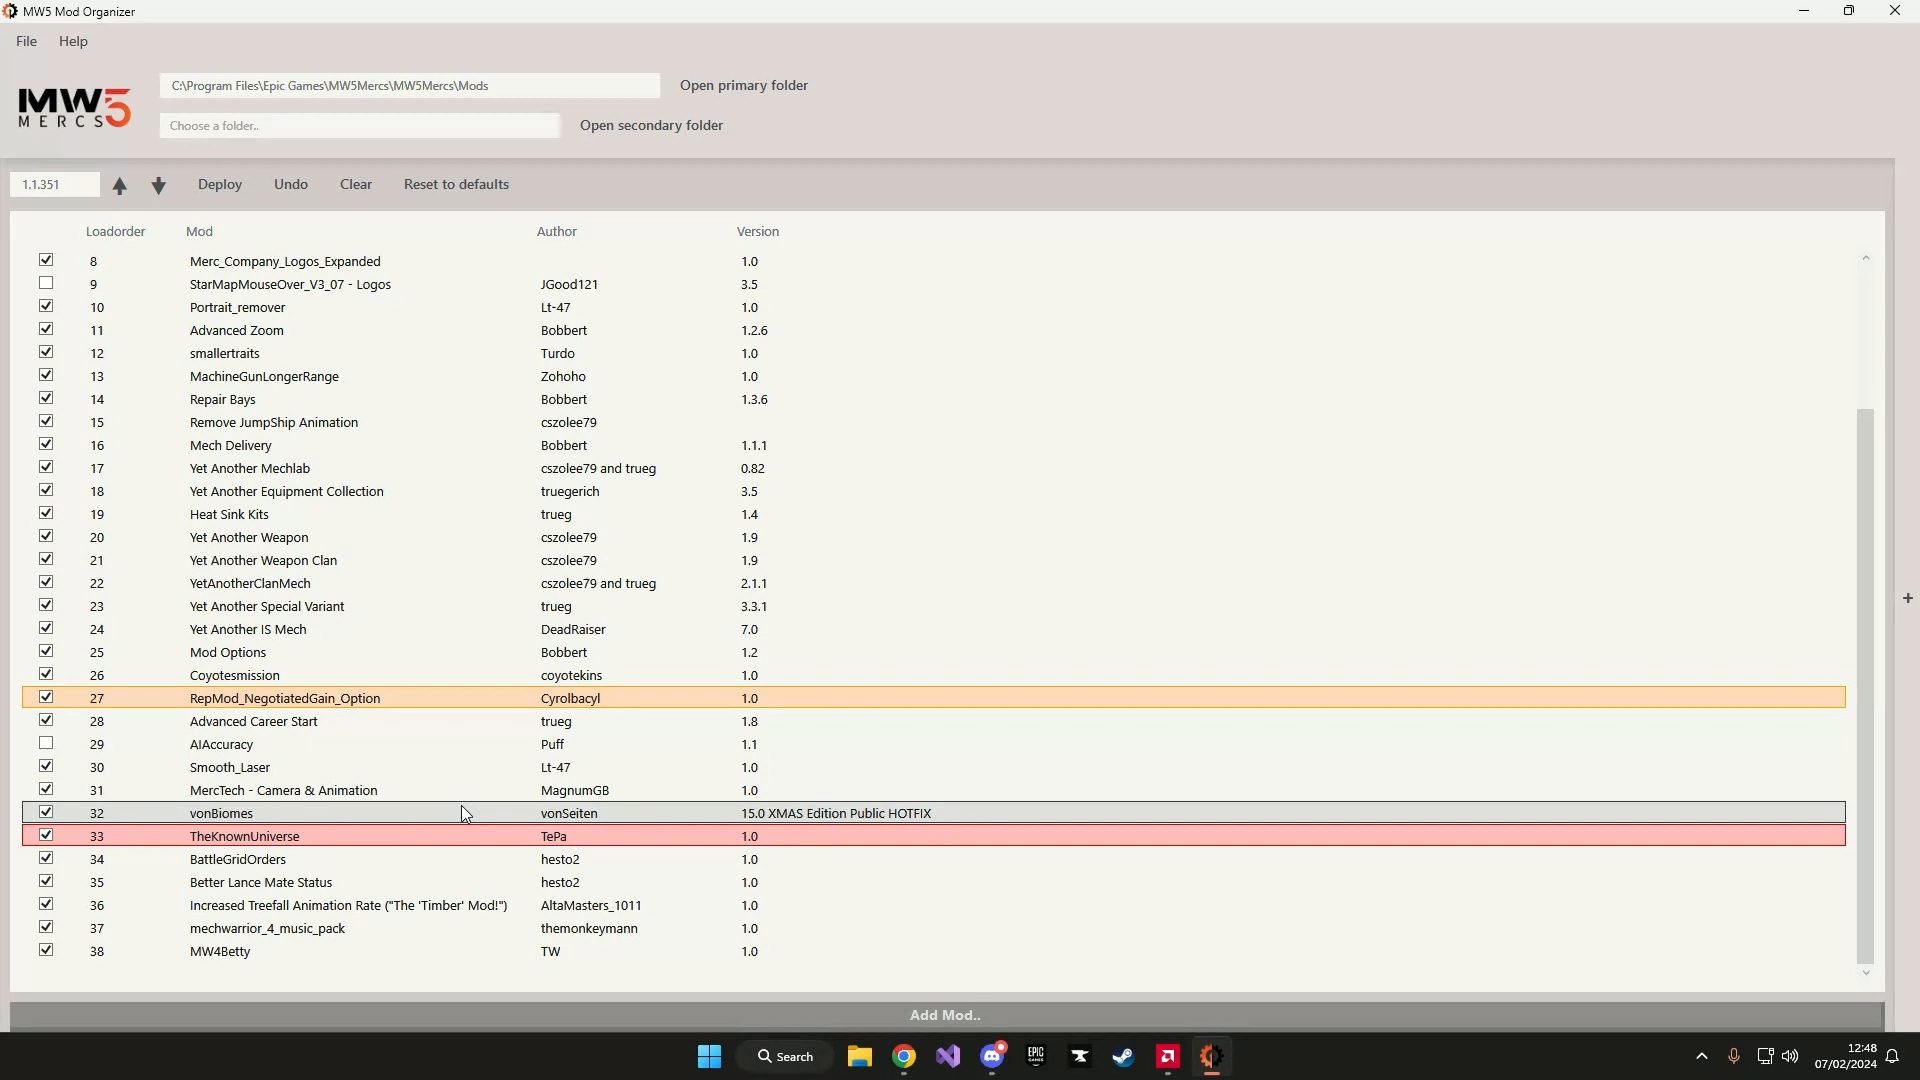 MW5 Mod Organizer
File Help
MW5
MERCS
C:\Program Files\Epic Games\MW5Mercs\MW5Mercs\Mods Open primary folder
Choose a folder.. Open secondary folder
1.1.351 Deploy Undo Clear Reset to defaults
Loadorder Mod Author Version
8 Merc_Company_Logos_Expanded 1.0
9 StarMapMouseOver_V3_07 - Logos JGood121 3.5
10 Portrait_remover Lt-47 1.0
11 Advanced Zoom Bobbert 1.2.6
12 smallertraits Turdo 1.0
13 MachineGunLongerRange Zohoho 1.0
14 Repair Bays Bobbert 1.3.6
15 Remove JumpShip Animation cszolee79
16 Mech Delivery Bobbert 1.1.1
17 Yet Another Mechlab cszolee79 and trueg 0.82
18 Yet Another Equipment Collection truegerich 3.5
19 Heat Sink Kits trueg 1.4
20 Yet Another Weapon cszolee79 1.9
21 Yet Another Weapon Clan cszolee79 1.9
22 YetAnotherClanMech cszolee79 and trueg 2.1.1
23 Yet Another Special Variant trueg 3.3.1
24 Yet Another IS Mech DeadRaiser 7.0
25 Mod Options Bobbert 1.2
26 Coyotesmission coyotekins 1.0
27 RepMod_NegotiatedGain_Option Cyrolbacyl 1.0
28 Advanced Career Start trueg 1.8
29 AIAccuracy Puff 1.1
30 Smooth_Laser Lt-47 1.0
31 MercTech - Camera & Animation MagnumGB 1.0
32 vonBiomes vonSeiten 15.0 XMAS Edition Public HOTFIX
33 TheKnownUniverse TePa 1.0
34 BattleGridOrders hesto2 1.0
35 Better Lance Mate Status hesto2 1.0
36 Increased Treefall Animation Rate ("The 'Timber' Mod!") AltaMasters_1011 1.0
37 mechwarrior_4_music_pack themonkeymann 1.0
38 MW4Betty TW 1.0
Add Mod..
Search
EPIC
GAMES
12:48
07/02/2024